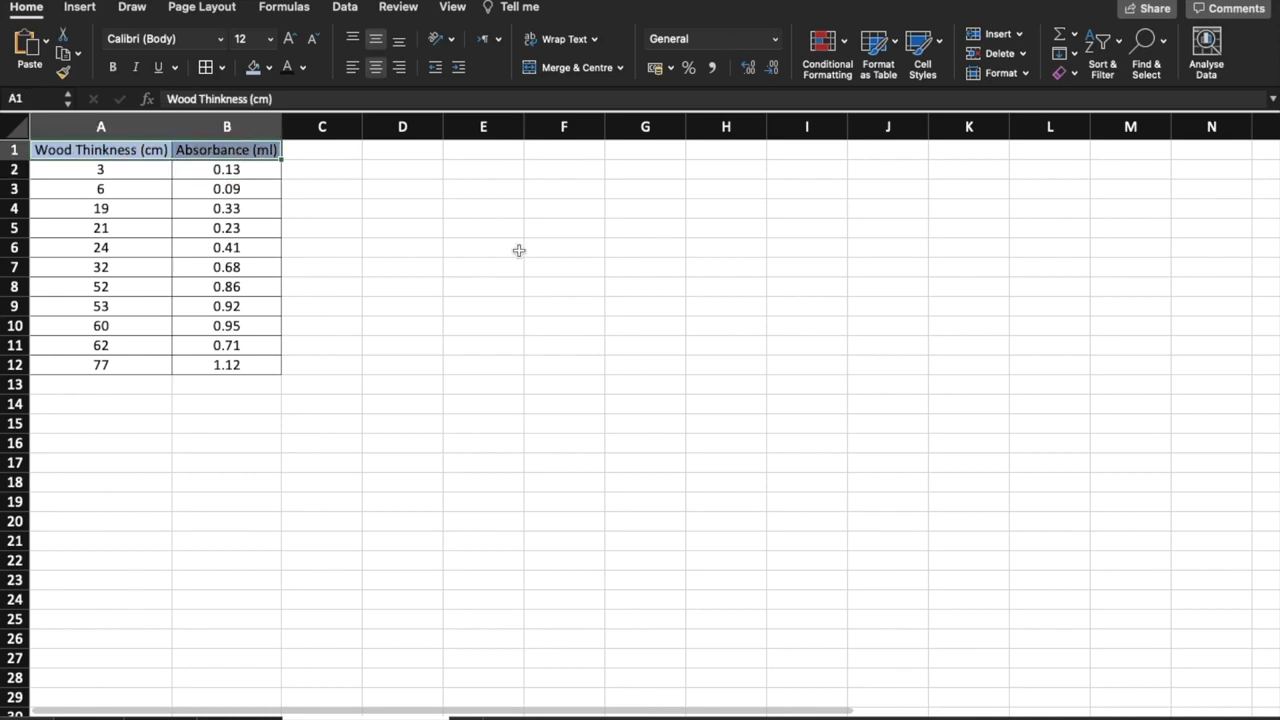 Home Insert Draw Page Layout Formulas Data Review View Tell me Share Comments
Calibri (Body) 12 A A Wrap Text General Insert
Paste B I U A Merge & Centre % Conditional Formatting Format as Table Cell Styles Delete Format Sort & Filter Find & Select Analyse Data
A1 fx Wood Thinkness (cm)
A B C D E F G H I J K L M N
1 Wood Thinkness (cm) Absorbance (ml)
2 3 0.13
3 6 0.09
4 19 0.33
5 21 0.23
6 24 0.41
7 32 0.68
8 52 0.86
9 53 0.92
10 60 0.95
11 62 0.71
12 77 1.12
13
14
15
16
17
18
19
20
21
22
23
24
25
26
27
28
29